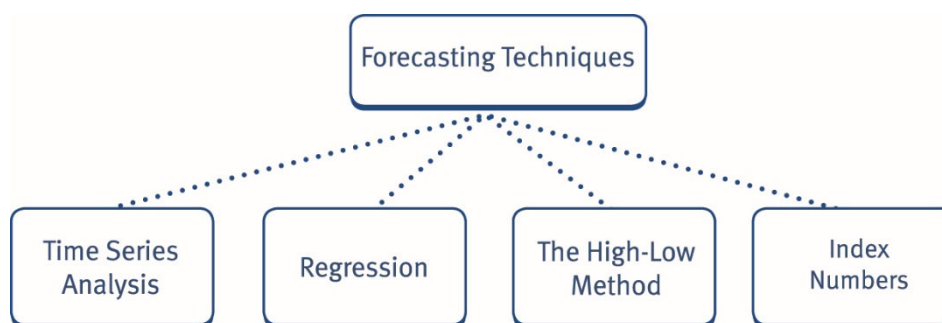 Forecasting Techniques
Time Series
Analysis
Regression
The High-Low
Method
Index
Numbers